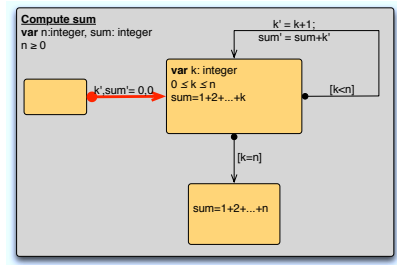 Compute sum
var n:integer, sum: integer
n ≥ 0
k' = k+1;
sum' = sum+k'
var k: integer
0 ≤ k ≤ n
sum=1+2+...+k
k',sum'= 0,0
[k<n]
[k=n]
sum=1+2+...+n